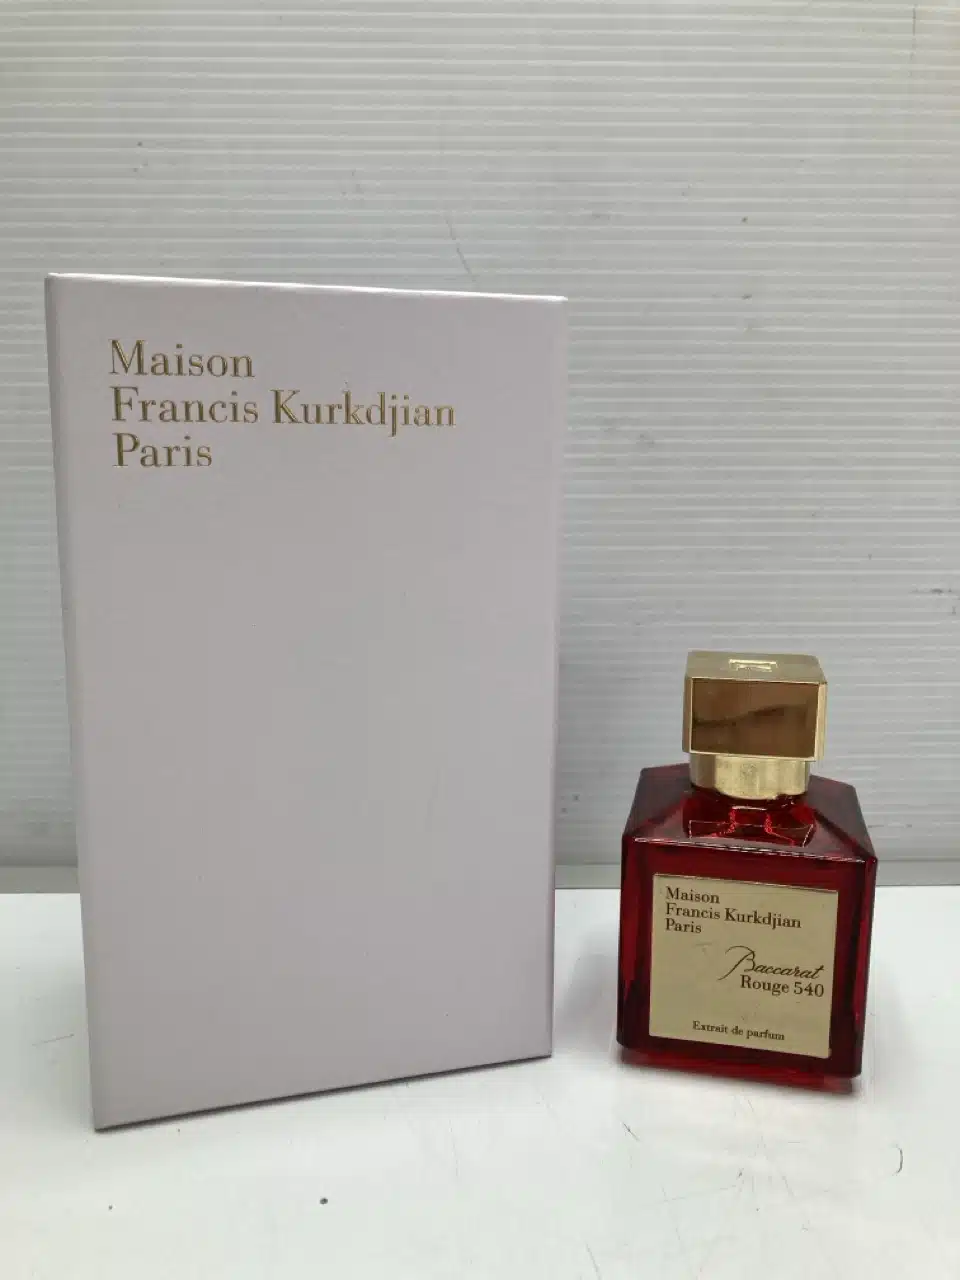 Maison
Francis Kurkdjian
Paris
Maison
Francis Kurkdjian
Paris
Baccarat
Rouge 540
Extrait de parfum